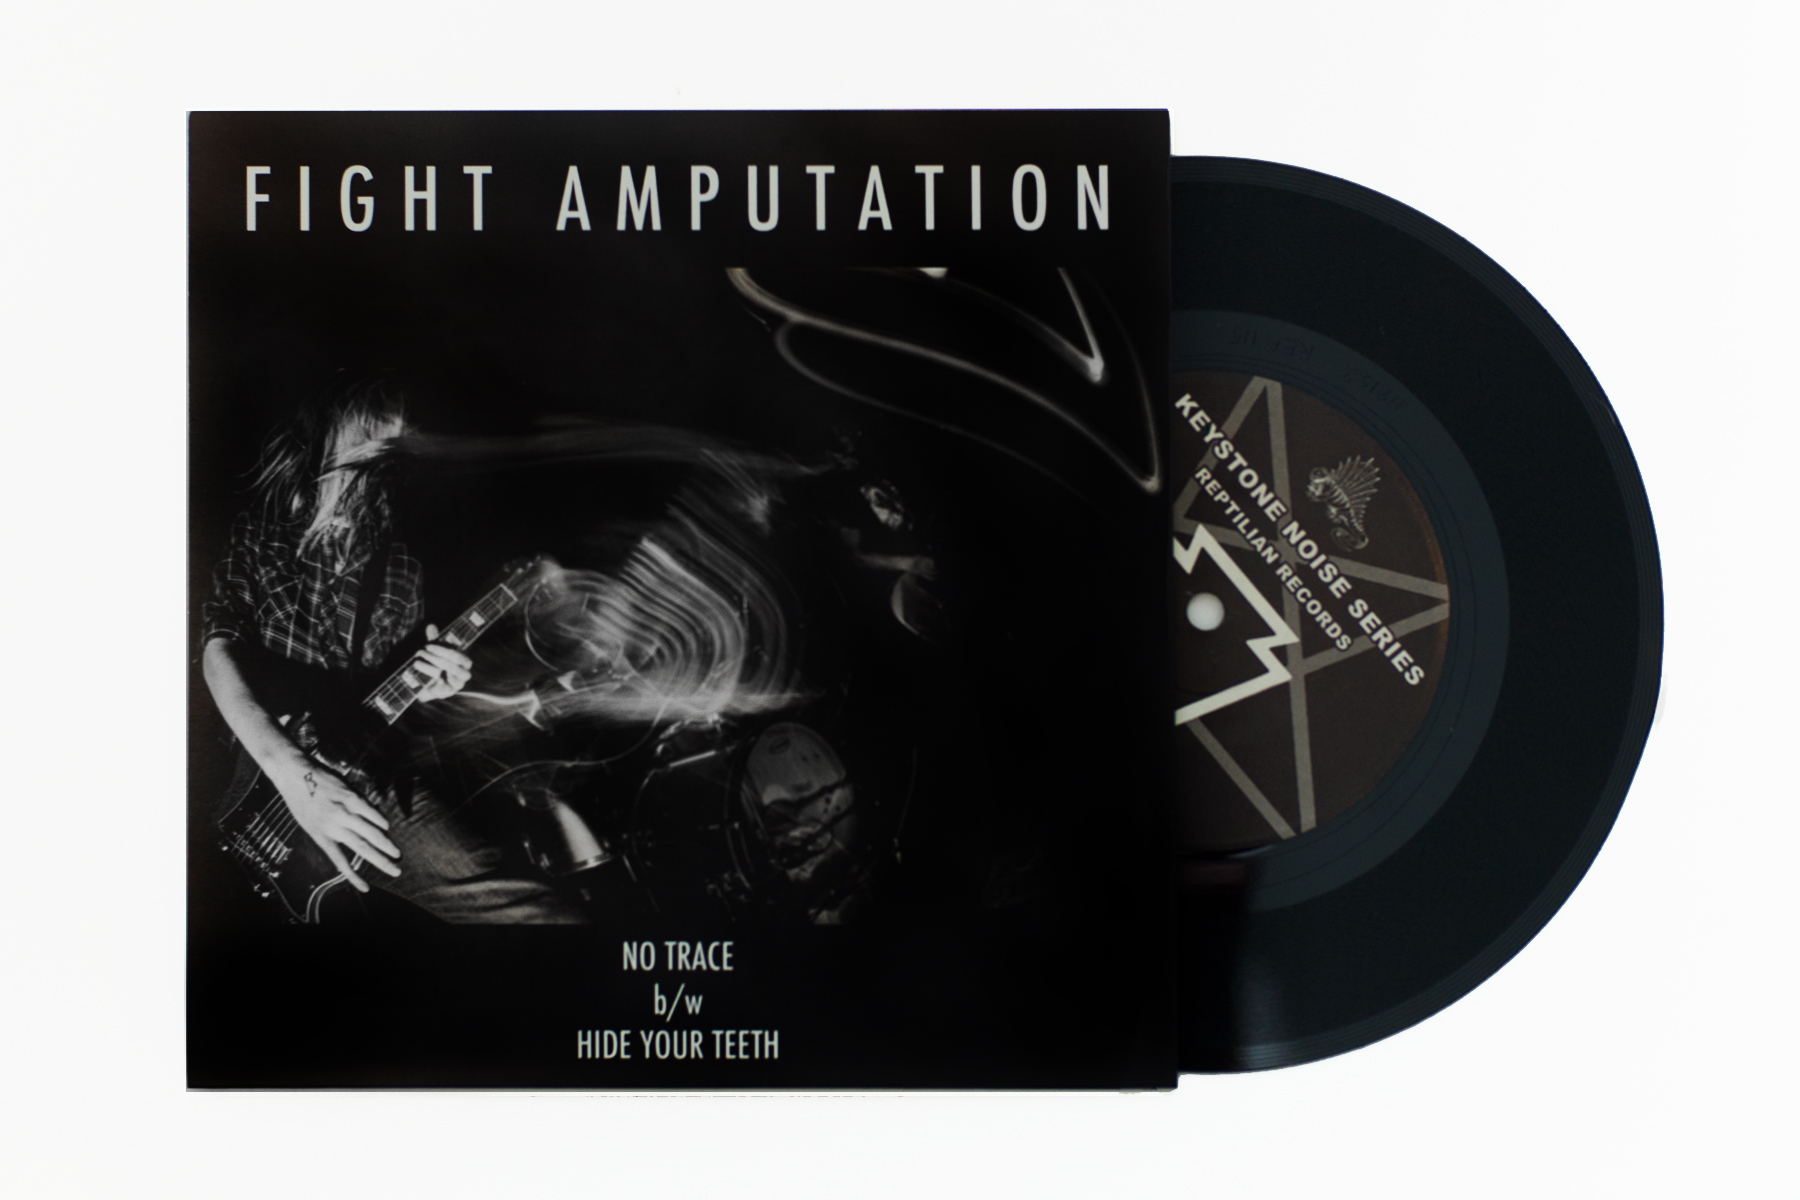 FIGHT AMPUTATION
NO TRACE
b/w
HIDE YOUR TEETH
KEYSTONE NOISE SERIES
REPTILIAN RECORDS